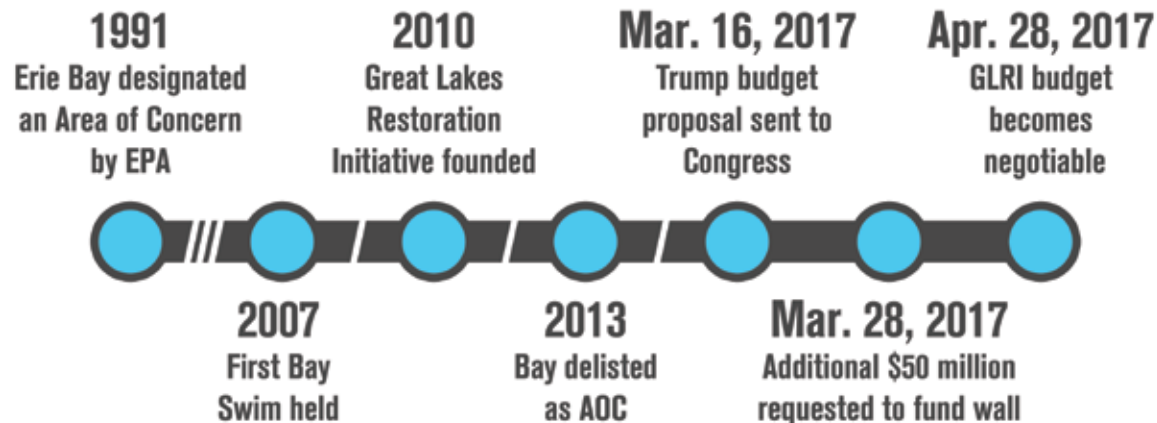 1991
Erie Bay designated
an Area of Concern
by EPA
2007
First Bay
Swim held
2010
Great Lakes
Restoration
Initiative founded
2013
Bay delisted
as AOC
Mar. 16, 2017
Trump budget
proposal sent to
Congress
Mar. 28, 2017
Additional $50 million
requested to fund wall
Apr. 28, 2017
GLRI budget
becomes
negotiable